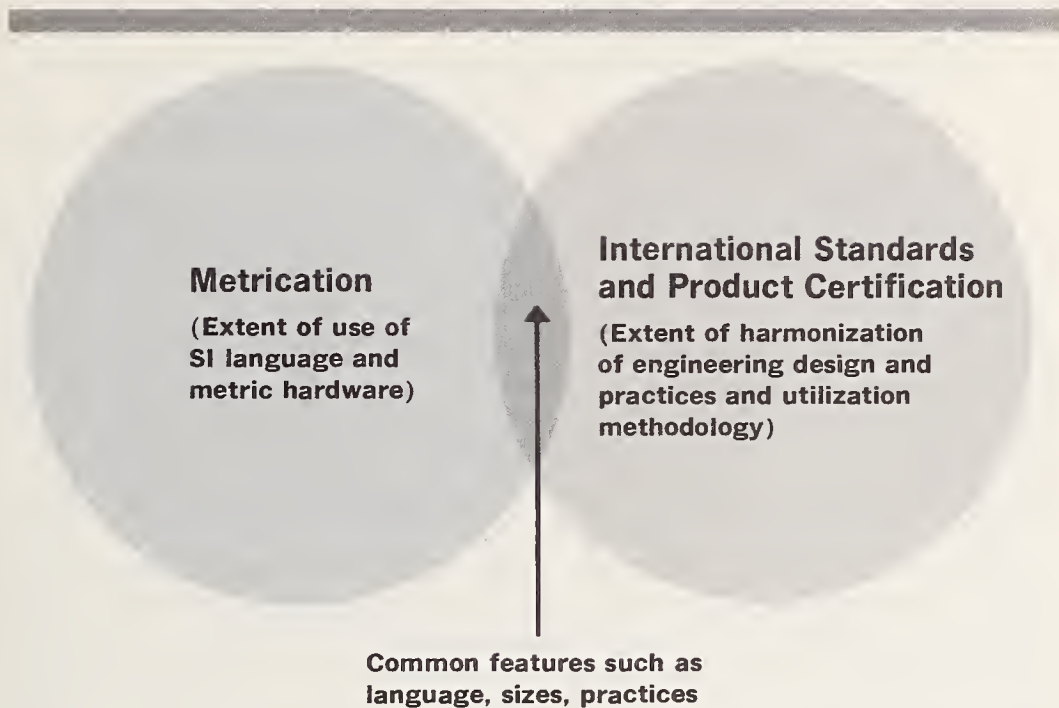 Metrication
(Extent of use of
SI language and
metric hardware)
International Standards
and Product Certification
(Extent of harmonization
of engineering design and
practices and utilization
methodology)
Common features such as
language, sizes, practices